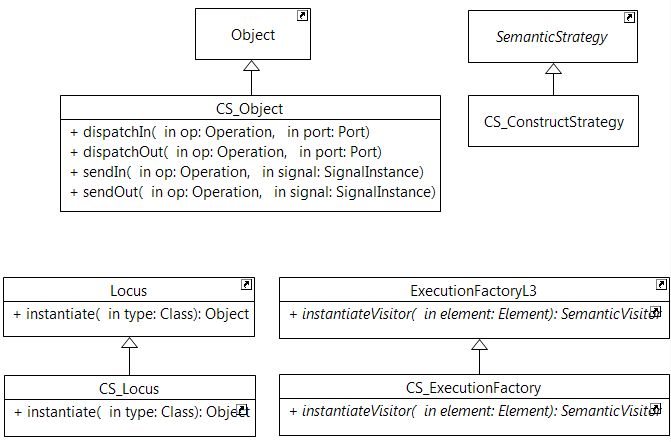 Object
SemanticStrategy
CS_Object
+ dispatchIn( in op: Operation, in port: Port)
+ dispatchOut( in op: Operation, in port: Port)
+ sendIn( in op: Operation, in signal: SignalInstance)
+ sendOut( in op: Operation, in signal: SignalInstance)
CS_ConstructStrategy
Locus
+ instantiate( in type: Class): Object
ExecutionFactoryL3
+ instantiateVisitor( in element: Element): SemanticVisitor
CS_Locus
+ instantiate( in type: Class): Object
CS_ExecutionFactory
+ instantiateVisitor( in element: Element): SemanticVisitor